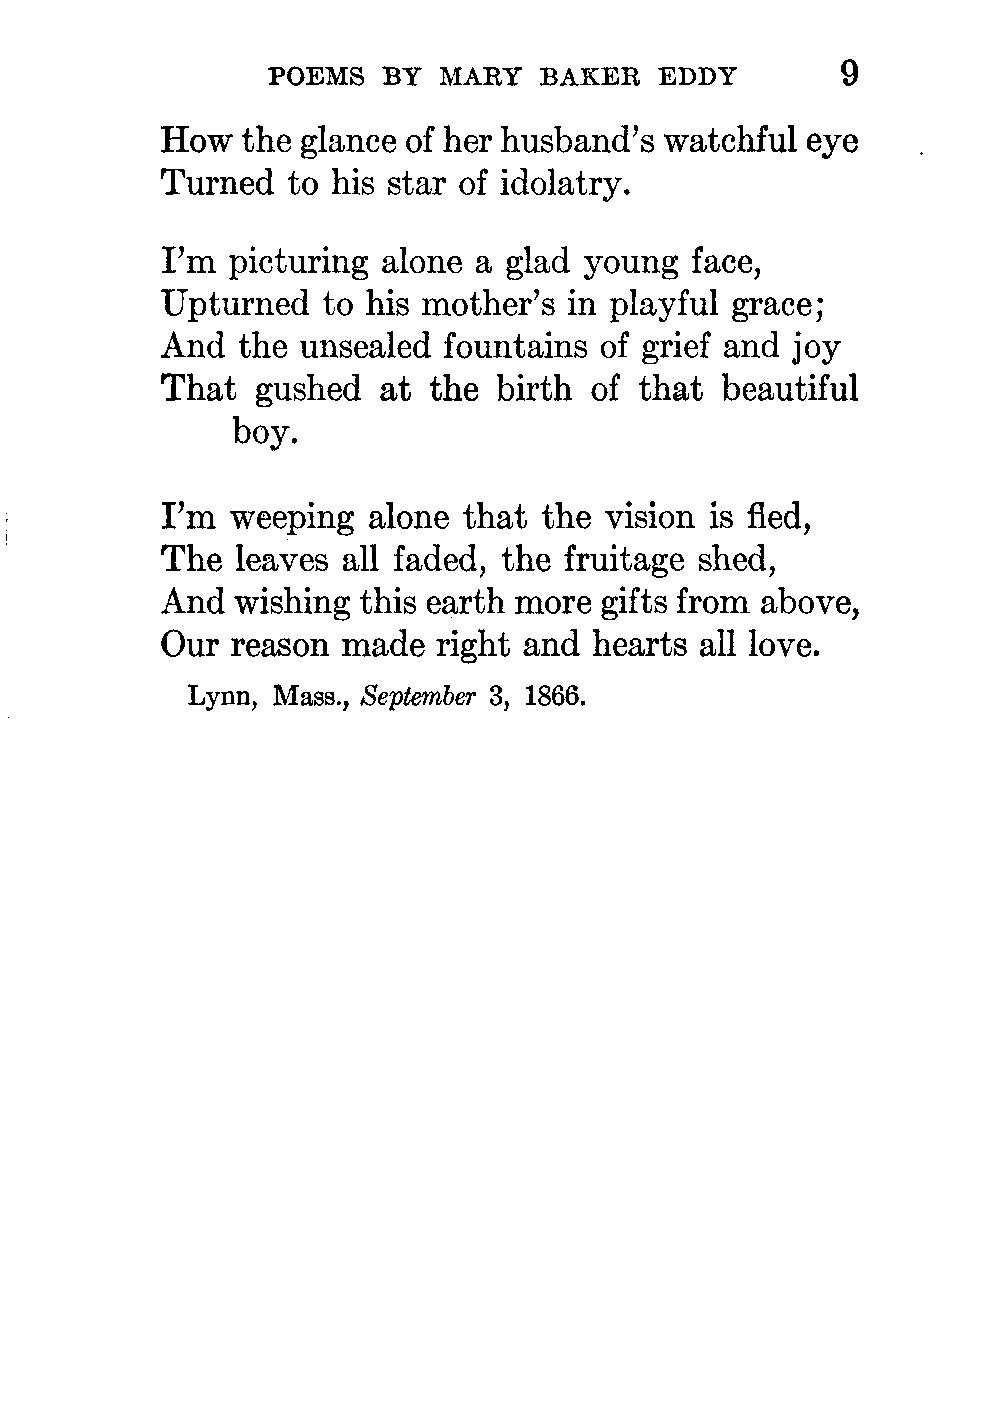 POEMS BY MARY BAKER EDDY 9
How the glance of her husband's watchful eye
Turned to his star of idolatry.
I'm picturing alone a glad young face,
Upturned to his mother's in playful grace;
And the unsealed fountains of grief and joy
That gushed at the birth of that beautiful
boy.
I'm weeping alone that the vision is fled,
The leaves all faded, the fruitage shed,
And wishing this earth more gifts from above,
Our reason made right and hearts all love.
Lynn, Mass., September 3, 1866.